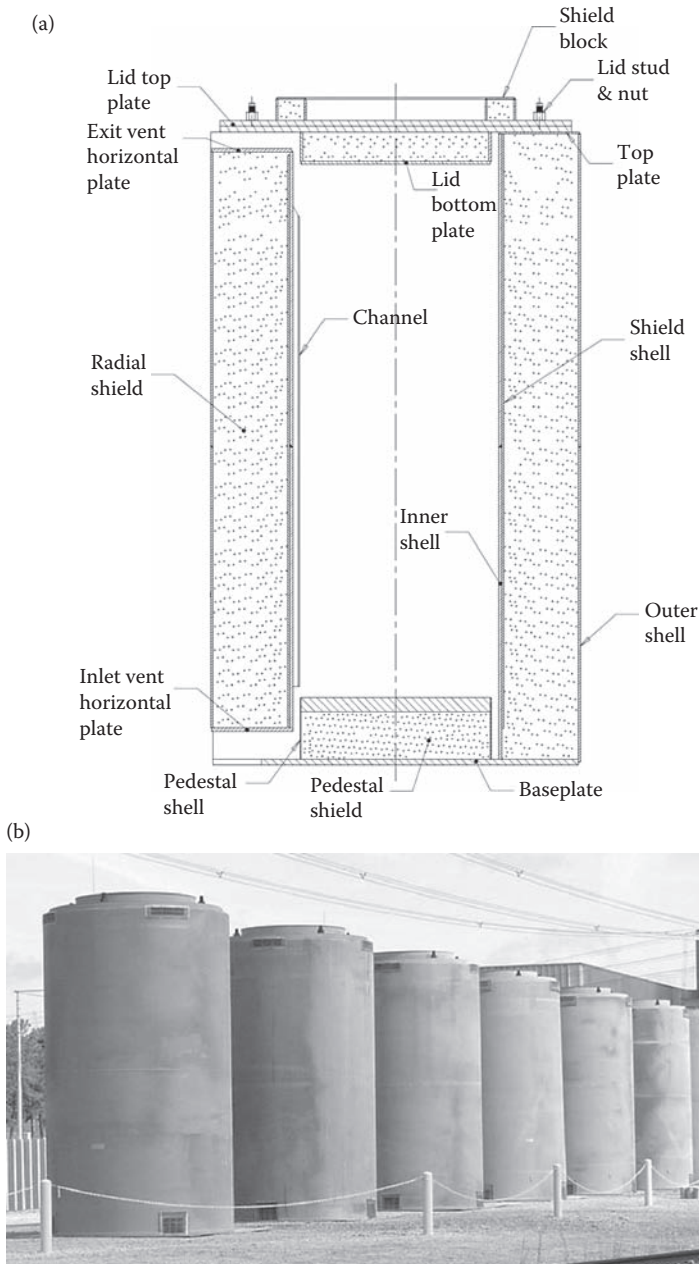 (a)
Shield
block
Lid stud
& nut
Lid top
plate
Exit vent
horizontal
plate
Top
plate
Lid
bottom
plate
Channel
Shield
shell
Radial
shield
Inner
shell
Outer
shell
Inlet vent
horizontal
plate
Pedestal
shell
Pedestal
shield
Baseplate
(b)